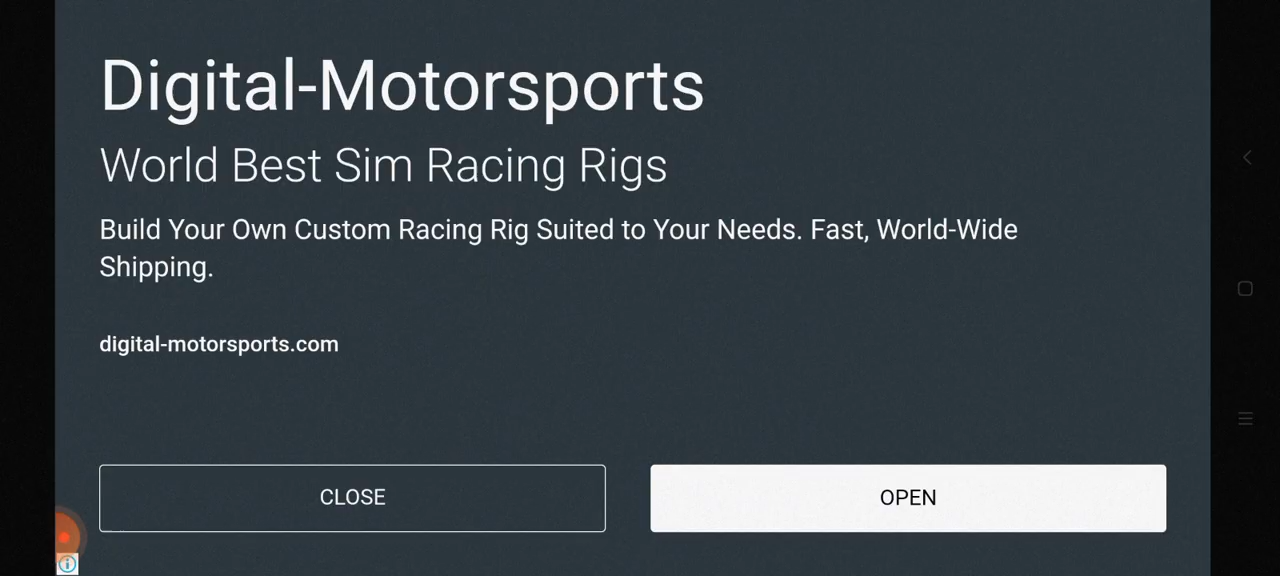 Digital-Motorsports
World Best Sim Racing Rigs
Build Your Own Custom Racing Rig Suited to Your Needs. Fast, World-Wide
Shipping.
digital-motorsports.com
CLOSE
OPEN